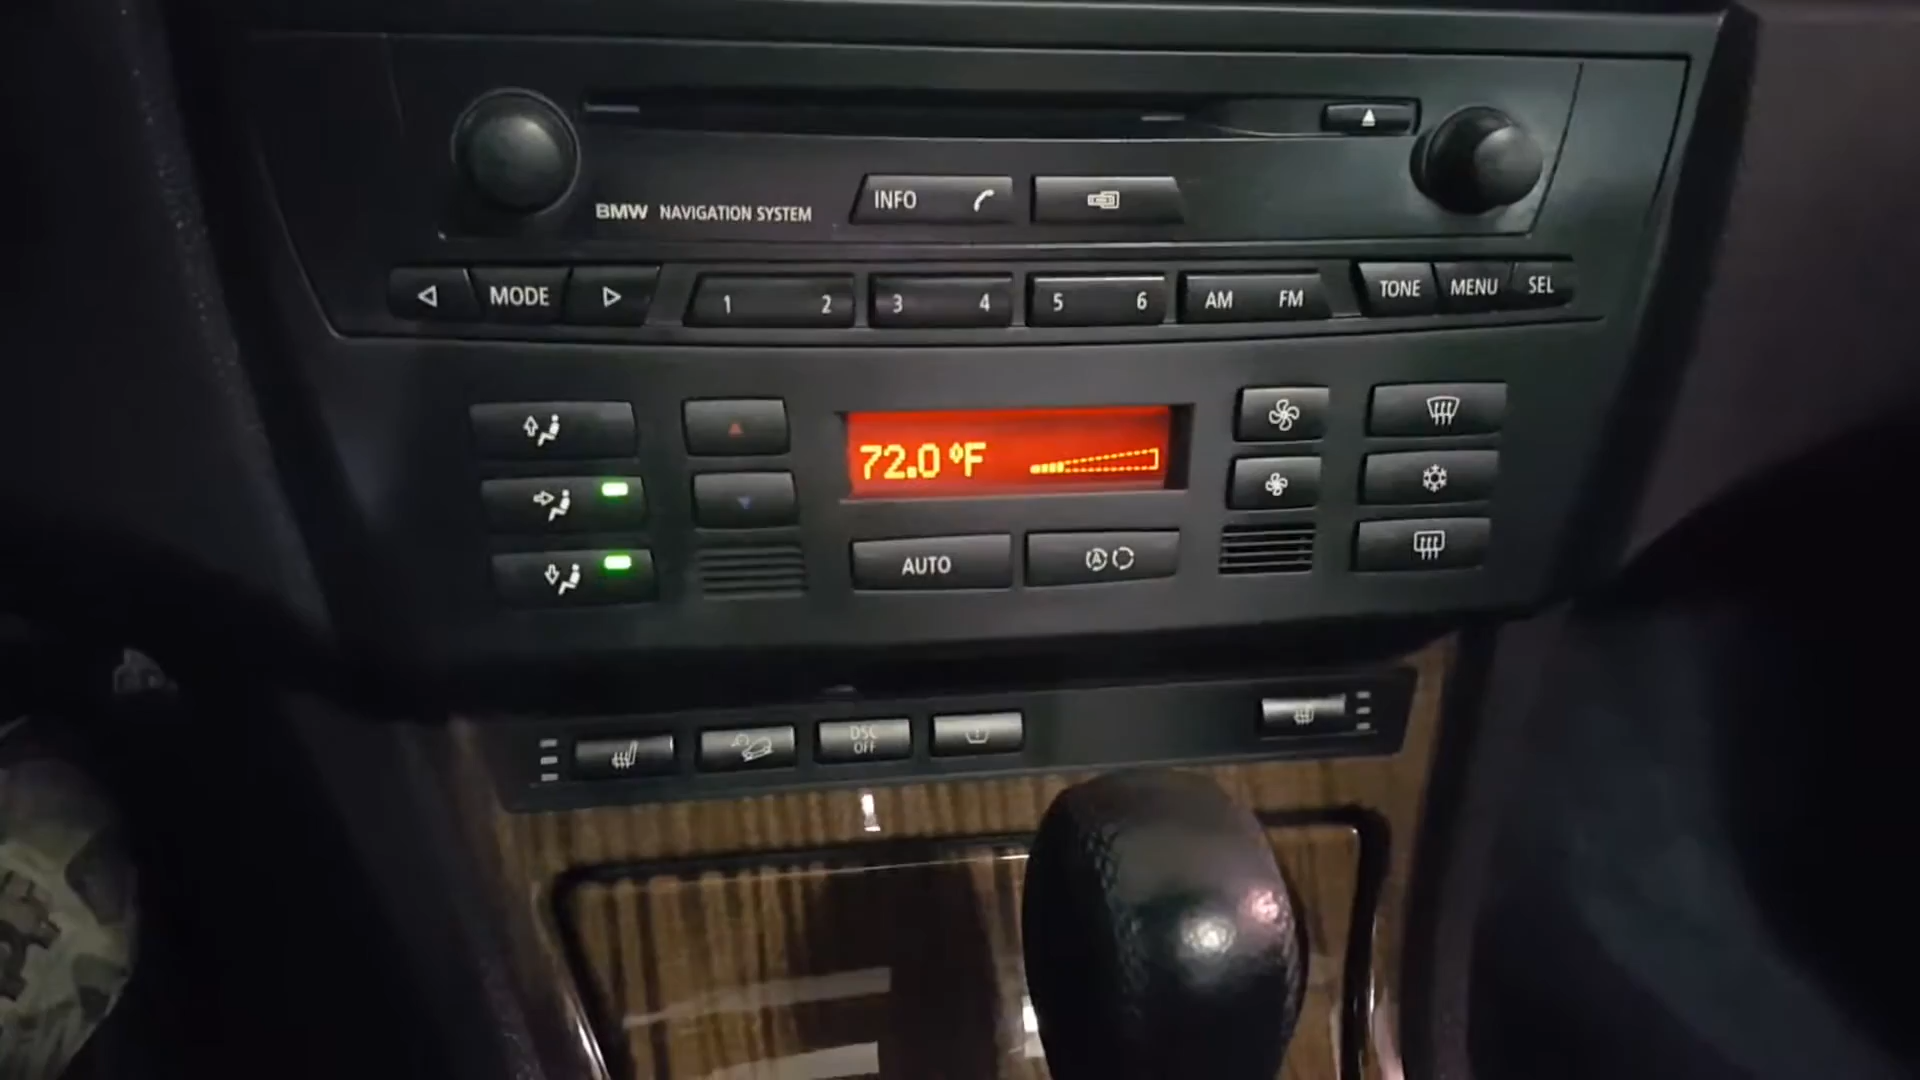 INFO
BMW NAVIGATION SYSTEM
MODE
1 2
3 4
5 6
AM FM
TONE
MENU
SEL
72.0 °F
AUTO
A
DSC
OFF